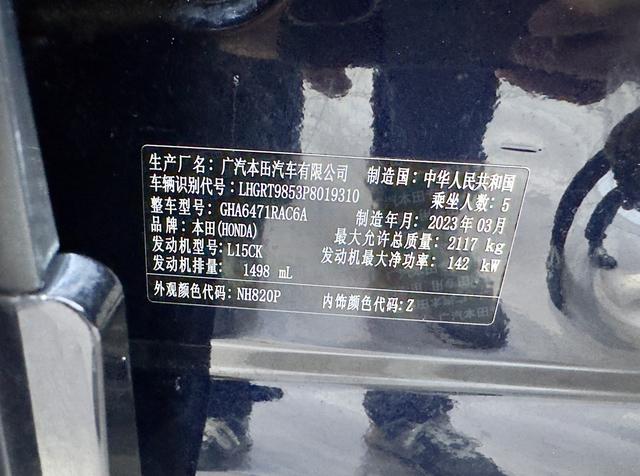 生产厂名：广汽本田汽车有限公司 制造国：中华人民共和国
车辆识别代号：LHGRT9853P8019310 乘坐人数：5
整车型号：GHA6471RAC6A 制造年月：2023年03月
品牌：本田(HONDA) 最大允许总质量：2117 kg
发动机型号：L15CK 发动机最大净功率：142 kW
发动机排量：1498 mL
外观颜色代码：NH820P 内饰颜色代码：Z